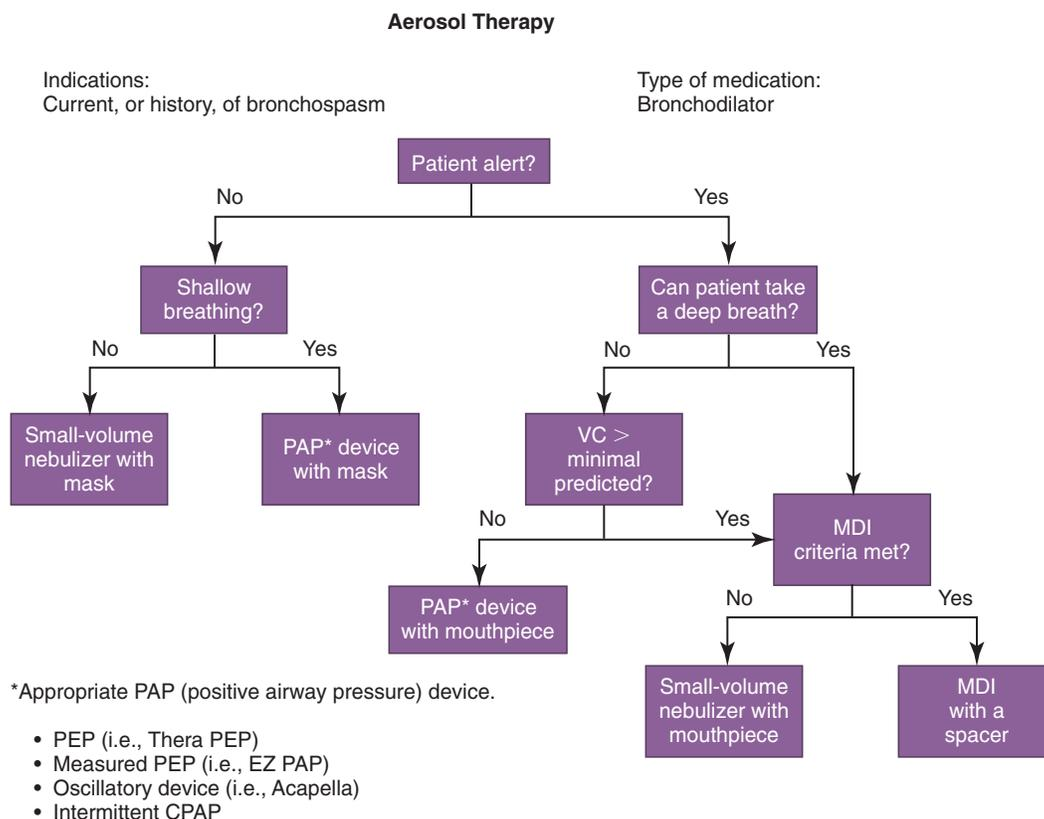 Aerosol Therapy
Indications:
Current, or history, of bronchospasm
Type of medication:
Bronchodilator
Patient alert?
No
Yes
Shallow
breathing?
Can patient take
a deep breath?
No
Yes
No
Yes
Small-volume
nebulizer with
mask
PAP* device
with mask
VC >
minimal
predicted?
No
Yes
MDI
criteria met?
PAP* device
with mouthpiece
No
Yes
Small-volume
nebulizer with
mouthpiece
MDI
with a
spacer
*Appropriate PAP (positive airway pressure) device.
• PEP (i.e., Thera PEP)
• Measured PEP (i.e., EZ PAP)
• Oscillatory device (i.e., Acapella)
• Intermittent CPAP